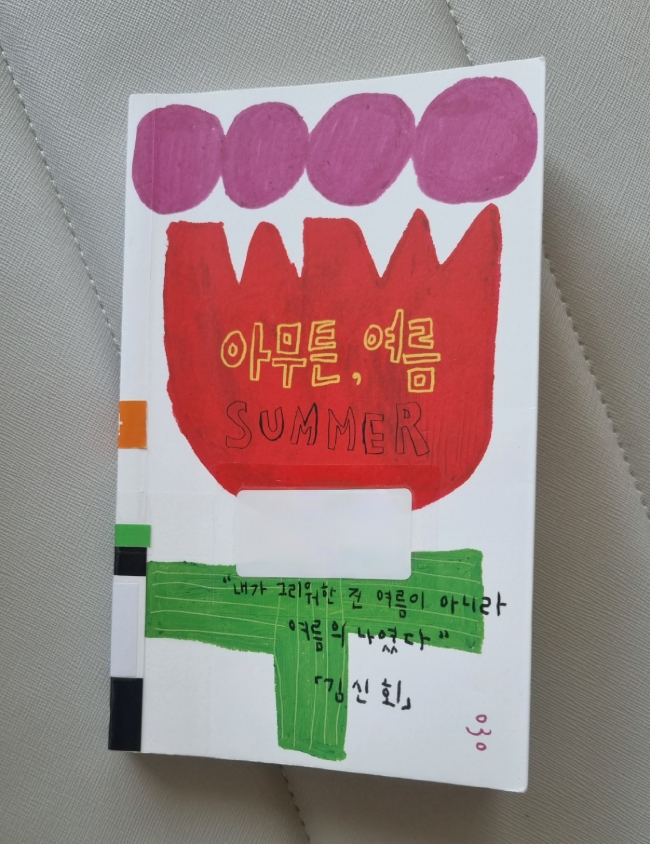 아무튼, 여름
SUMMER
"내가 그리워한 건 여름이 아니라
여름의 나였다"
「김신회」
030